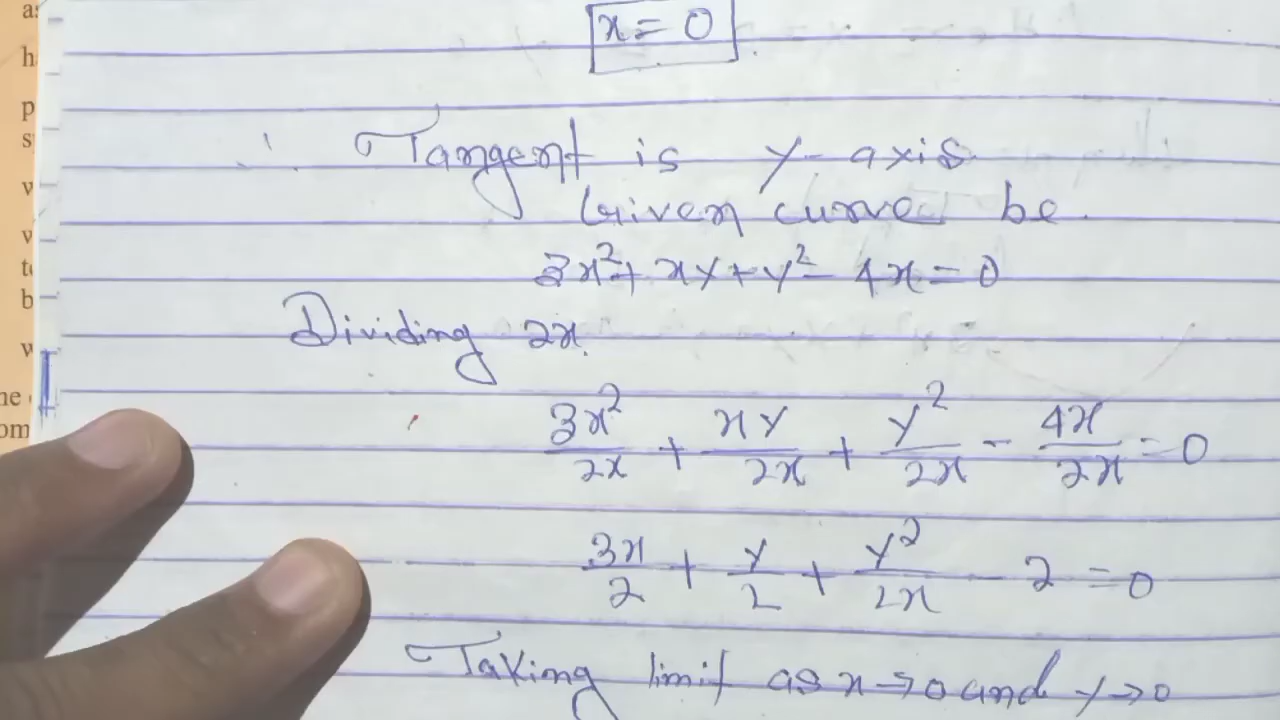 x = 0
∴ Tangent is y-axis
Given curve be
3x² + xy + y² - 4x = 0
Dividing 2x
3x²/2x + xy/2x + y²/2x - 4x/2x = 0
3x/2 + y/2 + y²/2x - 2 = 0
Taking limit as x→0 and y→0